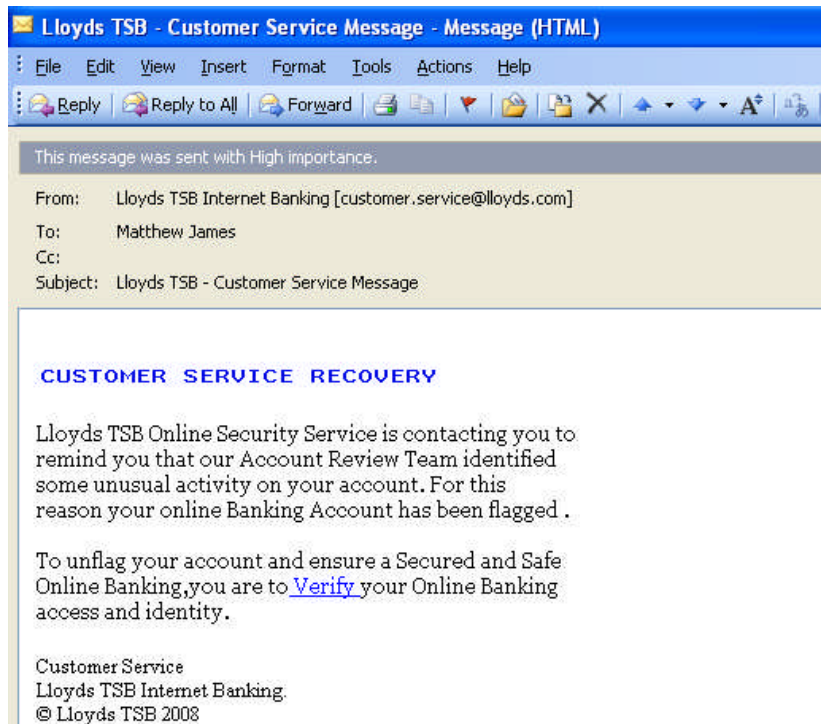 Lloyds TSB - Customer Service Message - Message (HTML)
File Edit View Insert Format Tools Actions Help
Reply Reply to All Forward A
This message was sent with High importance.
From: Lloyds TSB Internet Banking [customer.service@lloyds.com]
To: Matthew James
Cc:
Subject: Lloyds TSB - Customer Service Message
CUSTOMER SERVICE RECOVERY
Lloyds TSB Online Security Service is contacting you to
remind you that our Account Review Team identified
some unusual activity on your account. For this
reason your online Banking Account has been flagged .
To unflag your account and ensure a Secured and Safe
Online Banking,you are to Verify your Online Banking
access and identity.
Customer Service
Lloyds TSB Internet Banking.
© Lloyds TSB 2008